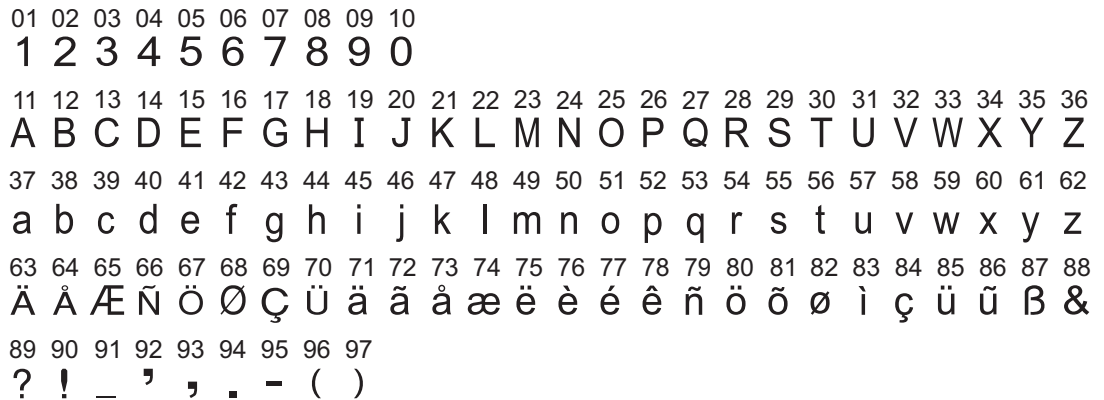 01 02 03 04 05 06 07 08 09 10
1 2 3 4 5 6 7 8 9 0
11 12 13 14 15 16 17 18 19 20 21 22 23 24 25 26 27 28 29 30 31 32 33 34 35 36
A B C D E F G H I J K L M N O P Q R S T U V W X Y Z
37 38 39 40 41 42 43 44 45 46 47 48 49 50 51 52 53 54 55 56 57 58 59 60 61 62
a b c d e f g h i j k l m n o p q r s t u v w x y z
63 64 65 66 67 68 69 70 71 72 73 74 75 76 77 78 79 80 81 82 83 84 85 86 87 88
Ä Å Æ Ñ Ö Ø Ç Ü ä ã å æ ë è é ê ñ ö õ ø ì ç ü ũ ß &
89 90 91 92 93 94 95 96 97
? ! _ ’ , . - ( )